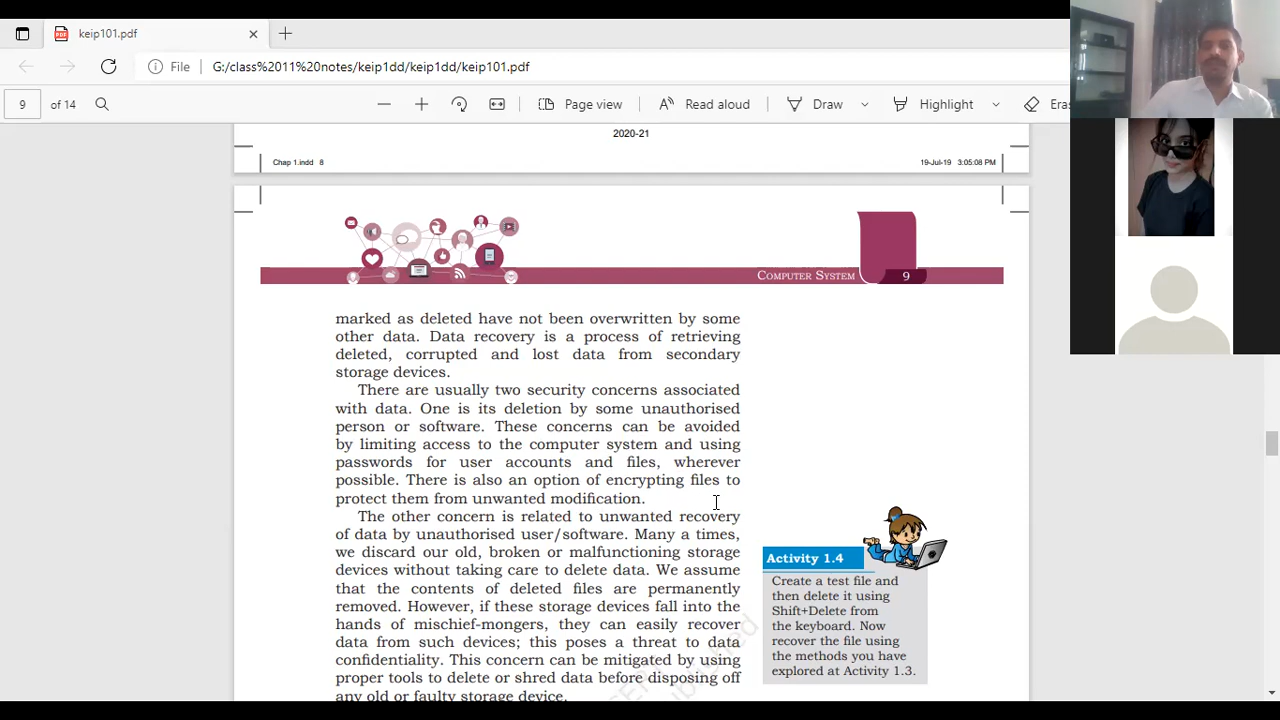 keip101.pdf
File G:/class%2011%20notes/keip1dd/keip1dd/keip101.pdf
9 of 14 Page view Read aloud Draw Highlight Eras
2020-21
Chap 1.indd 8 19-Jul-19 3:05:08 PM
COMPUTER SYSTEM 9
marked as deleted have not been overwritten by some
other data. Data recovery is a process of retrieving
deleted, corrupted and lost data from secondary
storage devices.
There are usually two security concerns associated
with data. One is its deletion by some unauthorised
person or software. These concerns can be avoided
by limiting access to the computer system and using
passwords for user accounts and files, wherever
possible. There is also an option of encrypting files to
protect them from unwanted modification.
The other concern is related to unwanted recovery
of data by unauthorised user/software. Many a times,
we discard our old, broken or malfunctioning storage
devices without taking care to delete data. We assume
that the contents of deleted files are permanently
removed. However, if these storage devices fall into the
hands of mischief-mongers, they can easily recover
data from such devices; this poses a threat to data
confidentiality. This concern can be mitigated by using
proper tools to delete or shred data before disposing off
any old or faulty storage device.
Activity 1.4
Create a test file and
then delete it using
Shift+Delete from
the keyboard. Now
recover the file using
the methods you have
explored at Activity 1.3.